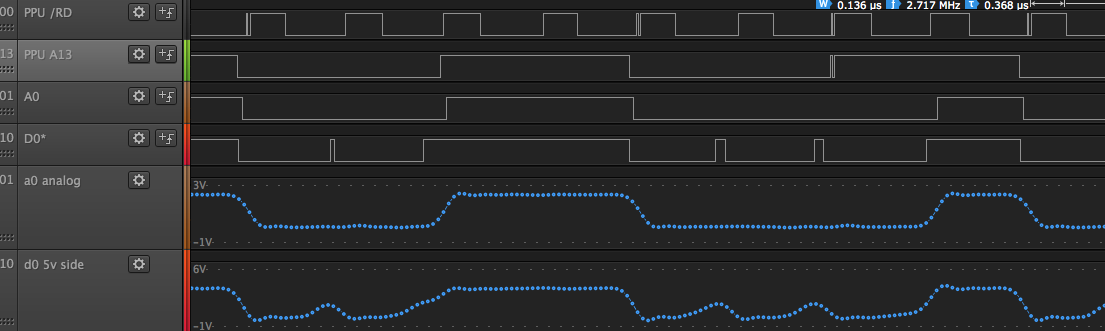 W 0.136 µs f 2.717 MHz τ 0.368 µs
00 PPU /RD
13 PPU A13
01 A0
10 D0*
01 a0 analog
3V
-1V
10 d0 5v side
6V
-1V